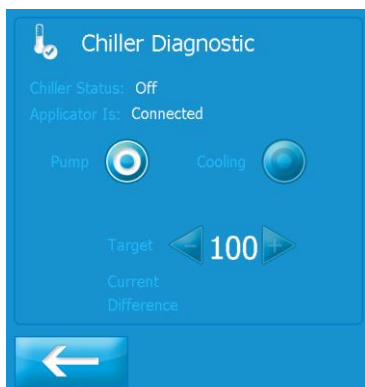 Chiller Diagnostic
Chiller Status: Off
Applicator Is: Connected
Pump Cooling
Target - 100 +
Current
Difference